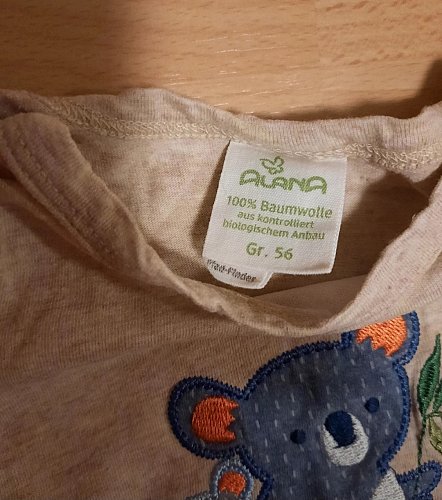 ALANA
100% Baumwolle
aus kontrolliert
biologischem Anbau
Gr. 56